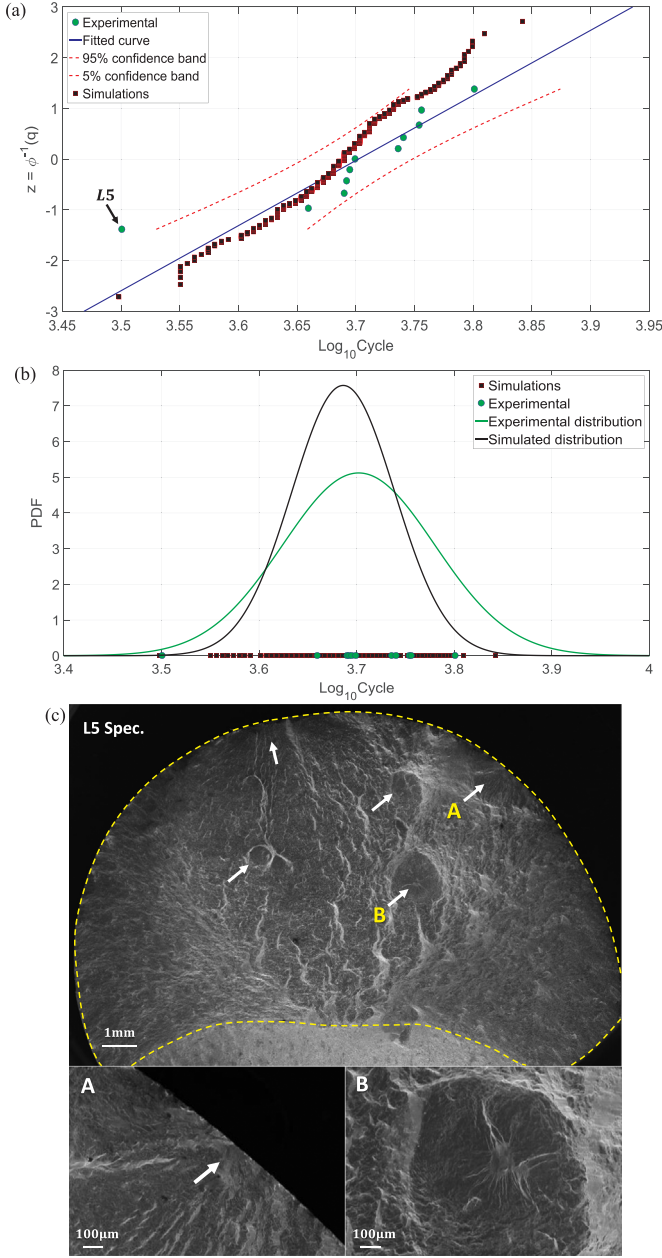 (a)
3
2
1
0
-1
-2
-3
z = ϕ⁻¹(q)
Experimental
Fitted curve
95% confidence band
5% confidence band
Simulations
L5
3.45 3.5 3.55 3.6 3.65 3.7 3.75 3.8 3.85 3.9 3.95
Log₁₀Cycle
(b)
8
7
6
5
4
3
2
1
0
PDF
Simulations
Experimental
Experimental distribution
Simulated distribution
3.4 3.5 3.6 3.7 3.8 3.9 4
Log₁₀Cycle
(c)
L5 Spec.
A
B
1mm
A
100μm
B
100μm